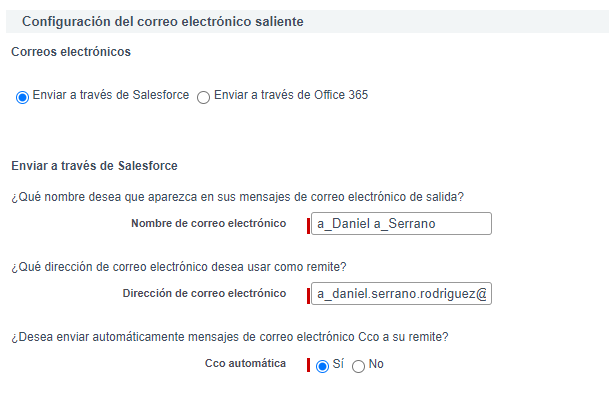 Configuración del correo electrónico saliente
Correos electrónicos
Enviar a través de Salesforce Enviar a través de Office 365
Enviar a través de Salesforce
¿Qué nombre desea que aparezca en sus mensajes de correo electrónico de salida?
Nombre de correo electrónico a_Daniel a_Serrano
¿Qué dirección de correo electrónico desea usar como remite?
Dirección de correo electrónico a_daniel.serrano.rodriguez@
¿Desea enviar automáticamente mensajes de correo electrónico Cco a su remite?
Cco automática Sí No